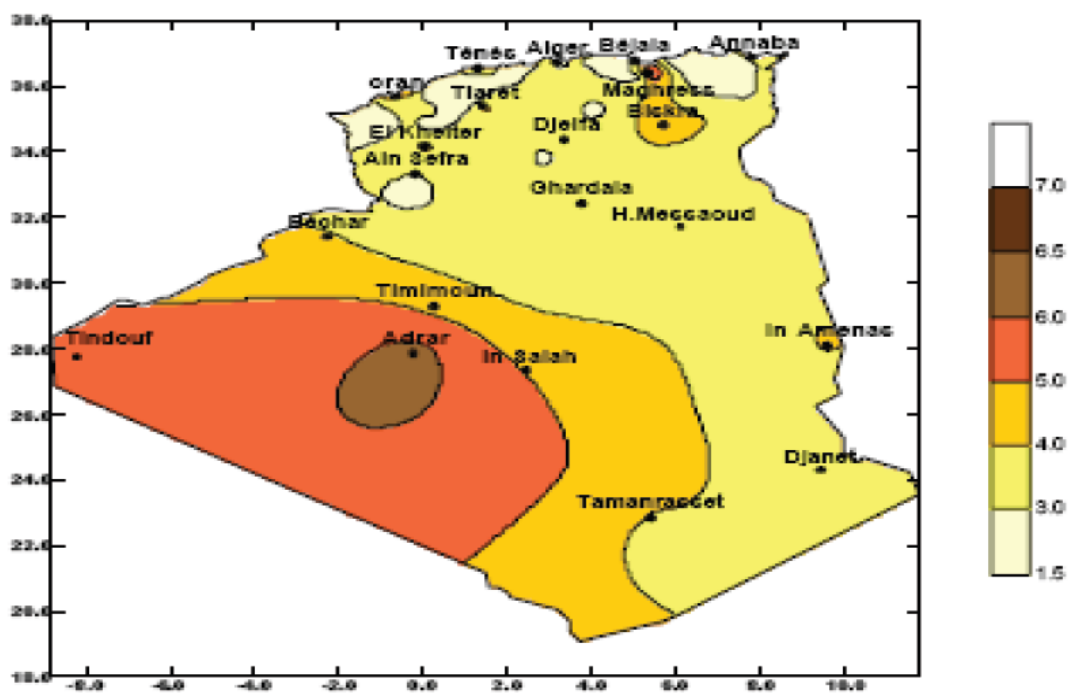 38.0
Ténés Alger Béjaia Annaba
36.0
oran Tiaret Maghress
Biskra
El Kheiter Djelfa
34.0
Ain Sefra
Ghardaia
32.0
Bechar H.Messaoud
30.0
Timimoun
Tindouf Adrar In Amenas
28.0
In Salah
26.0
Djanet
24.0
Tamanrasset
22.0
20.0
18.0
-8.0 -6.0 -4.0 -2.0 0.0 2.0 4.0 6.0 8.0 10.0
7.0
6.5
6.0
5.0
4.0
3.0
1.5